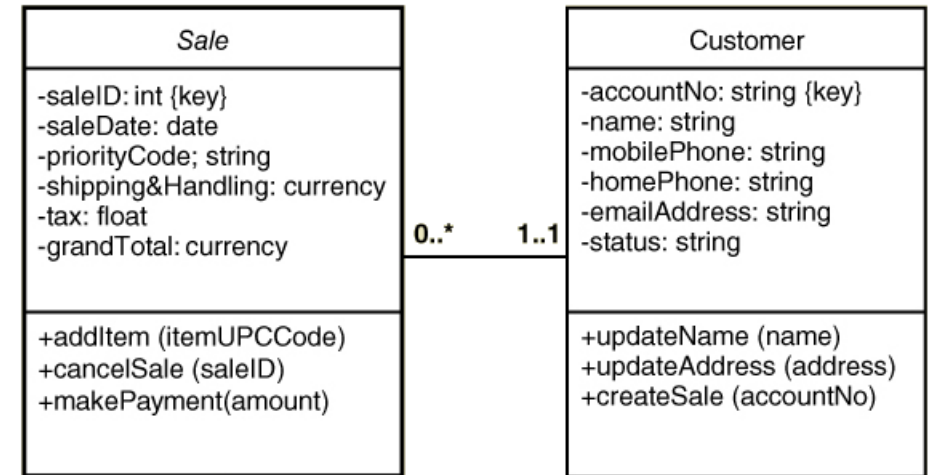 Sale
-saleID: int {key}
-saleDate: date
-priorityCode; string
-shipping&Handling: currency
-tax: float
-grandTotal: currency
+addItem (itemUPCCode)
+cancelSale (saleID)
+makePayment(amount)
0..* 1..1
Customer
-accountNo: string {key}
-name: string
-mobilePhone: string
-homePhone: string
-emailAddress: string
-status: string
+updateName (name)
+updateAddress (address)
+createSale (accountNo)